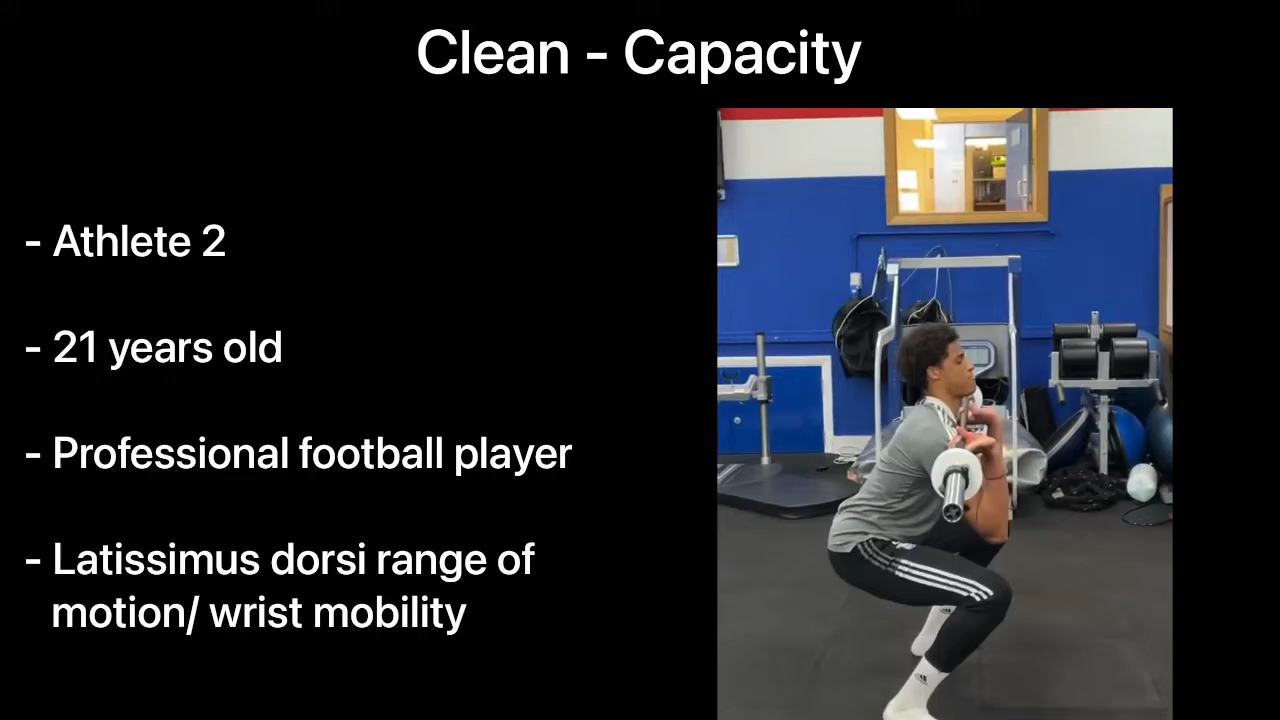 Clean - Capacity
- Athlete 2
- 21 years old
- Professional football player
- Latissimus dorsi range of
motion/ wrist mobility